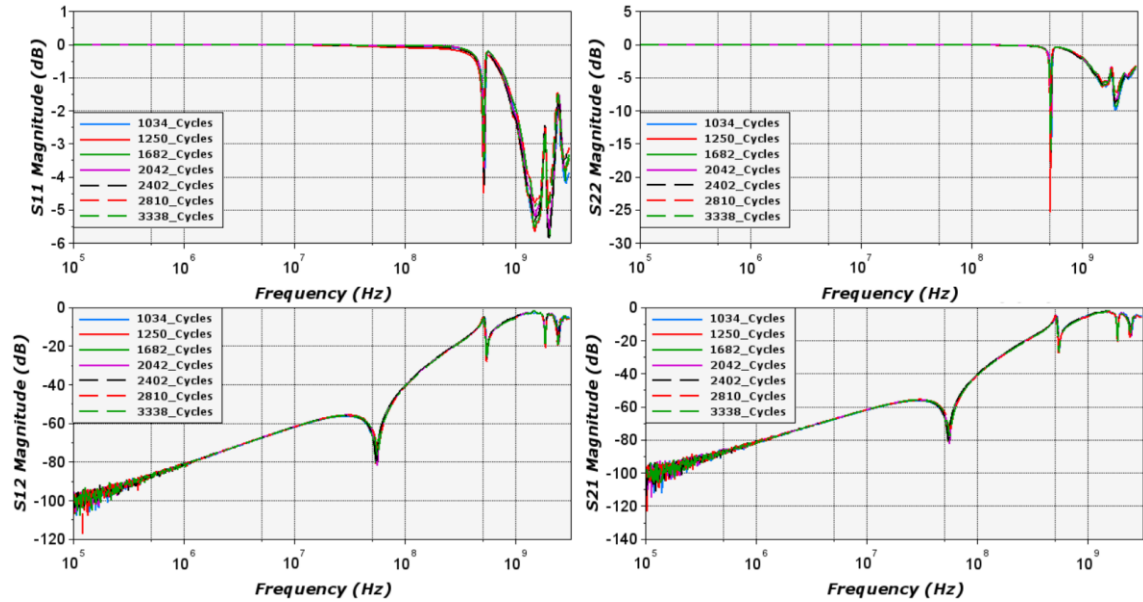 S11 Magnitude (dB)
1
0
-1
-2
-3
-4
-5
-6
1034_Cycles
1250_Cycles
1682_Cycles
2042_Cycles
2402_Cycles
2810_Cycles
3338_Cycles
10^5 10^6 10^7 10^8 10^9
Frequency (Hz)
S22 Magnitude (dB)
5
0
-5
-10
-15
-20
-25
-30
1034_Cycles
1250_Cycles
1682_Cycles
2042_Cycles
2402_Cycles
2810_Cycles
3338_Cycles
10^5 10^6 10^7 10^8 10^9
Frequency (Hz)
S12 Magnitude (dB)
0
-20
-40
-60
-80
-100
-120
1034_Cycles
1250_Cycles
1682_Cycles
2042_Cycles
2402_Cycles
2810_Cycles
3338_Cycles
10^5 10^6 10^7 10^8 10^9
Frequency (Hz)
S21 Magnitude (dB)
0
-20
-40
-60
-80
-100
-120
-140
1034_Cycles
1250_Cycles
1682_Cycles
2042_Cycles
2402_Cycles
2810_Cycles
3338_Cycles
10^5 10^6 10^7 10^8 10^9
Frequency (Hz)